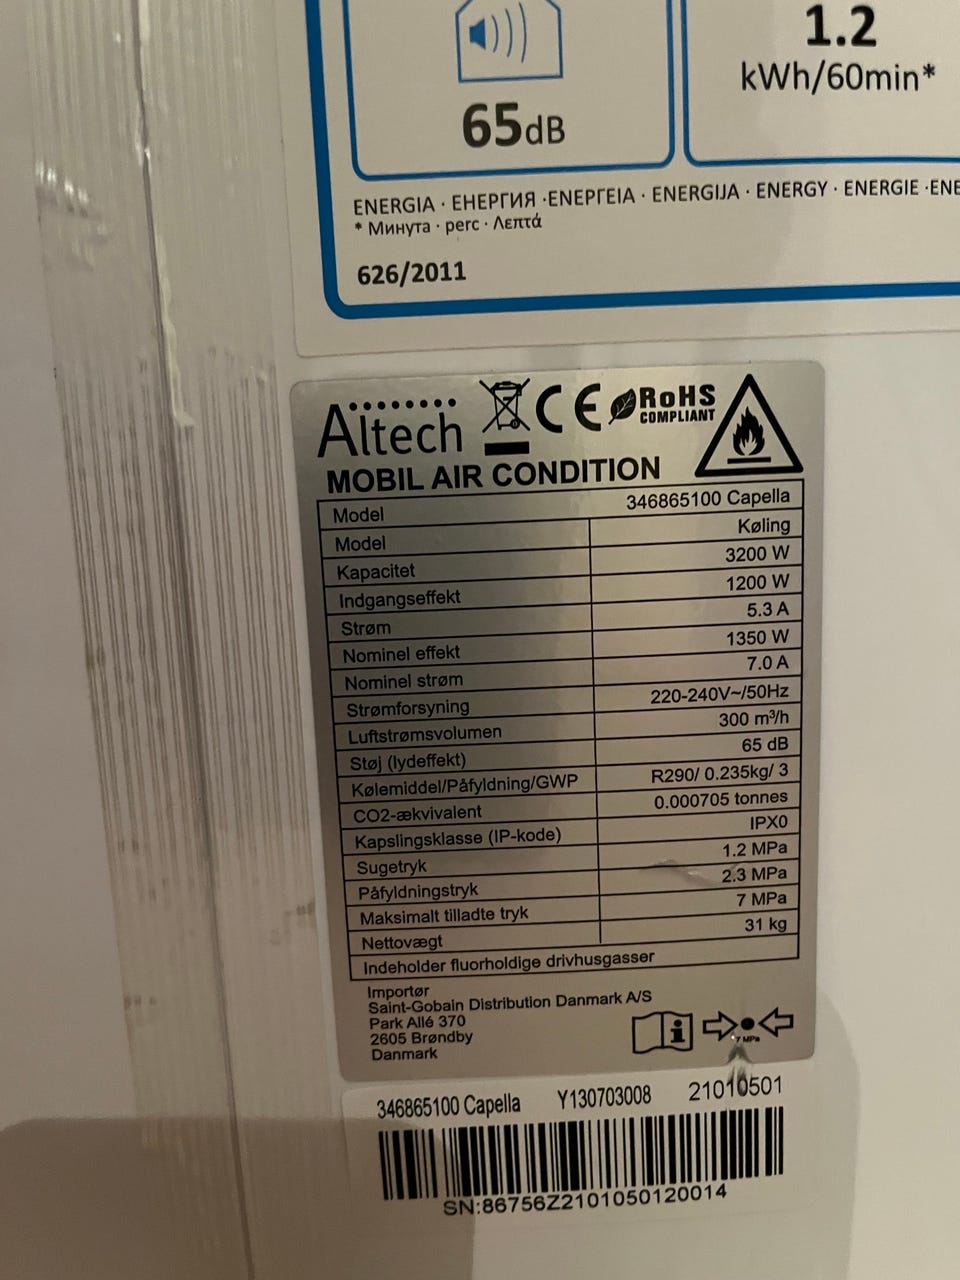 65dB
1.2
kWh/60min*
ENERGIA · ЕНЕРГИЯ ·ΕΝΕΡΓΕΙΑ · ENERGIJA · ENERGY · ENERGIE ·ENE
* Минута · perc · Λεπτά
626/2011
Altech
CE
RoHS
COMPLIANT
MOBIL AIR CONDITION
Model 346865100 Capella
Model Køling
Kapacitet 3200 W
Indgangseffekt 1200 W
Strøm 5.3 A
Nominel effekt 1350 W
Nominel strøm 7.0 A
Strømforsyning 220-240V~/50Hz
Luftstrømsvolumen 300 m³/h
Støj (lydeffekt) 65 dB
Kølemiddel/Påfyldning/GWP R290/ 0.235kg/ 3
CO2-ækvivalent 0.000705 tonnes
Kapslingsklasse (IP-kode) IPX0
Sugetryk 1.2 MPa
Påfyldningstryk 2.3 MPa
Maksimalt tilladte tryk 7 MPa
Nettovægt 31 kg
Indeholder fluorholdige drivhusgasser
Importør
Saint-Gobain Distribution Danmark A/S
Park Allé 370
2605 Brøndby
Danmark
7 MPa
346865100 Capella Y130703008 21010501
SN:86756Z2101050120014